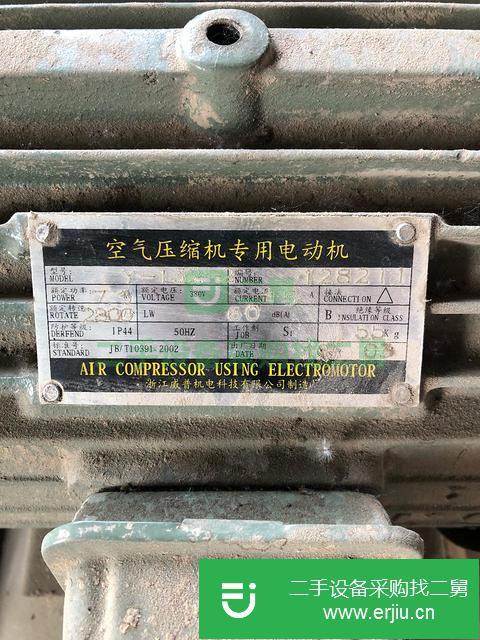 空气压缩机专用电动机
型号 MODEL 编号 NUMBER
额定功率 POWER 额定电压: VOLTAGE 380V 额定电流 CURRENT A 接法 CONNECTION △
额定转速 ROTATE LW dB(A) B 绝缘等级 INSULATION CLASS
防护等级: DERFEND IP44 50HZ 工作制 JOB S1 Kg
标准号: STANDARD JB/T10391-2002 出厂日期 DATE
AIR COMPRESSOR USING ELECTROMOTOR
浙江威普机电科技有限公司制造
二手设备采购找二舅
www.erjiu.cn